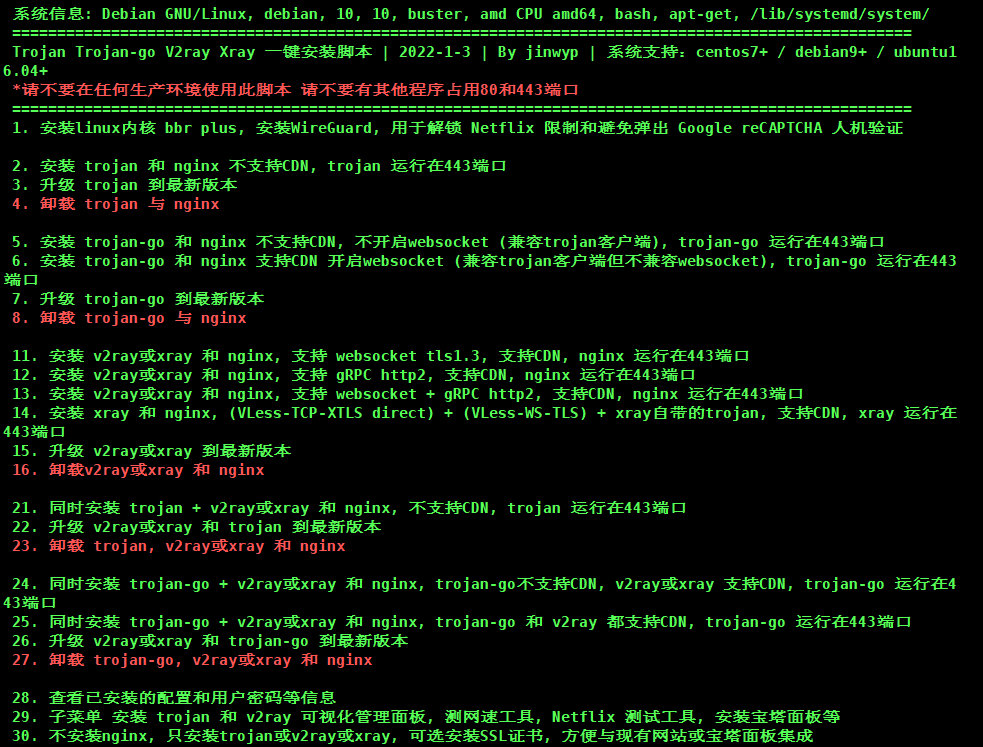 系统信息: Debian GNU/Linux, debian, 10, 10, buster, amd CPU amd64, bash, apt-get, /lib/systemd/system/
====================================================================================================
Trojan Trojan-go V2ray Xray 一键安装脚本 | 2022-1-3 | By jinwyp | 系统支持：centos7+ / debian9+ / ubuntu1
6.04+
*请不要在任何生产环境使用此脚本 请不要有其他程序占用80和443端口
====================================================================================================
1. 安装linux内核 bbr plus, 安装WireGuard, 用于解锁 Netflix 限制和避免弹出 Google reCAPTCHA 人机验证
2. 安装 trojan 和 nginx 不支持CDN, trojan 运行在443端口
3. 升级 trojan 到最新版本
4. 卸载 trojan 与 nginx
5. 安装 trojan-go 和 nginx 不支持CDN, 不开启websocket (兼容trojan客户端), trojan-go 运行在443端口
6. 安装 trojan-go 和 nginx 支持CDN 开启websocket (兼容trojan客户端但不兼容websocket), trojan-go 运行在443
端口
7. 升级 trojan-go 到最新版本
8. 卸载 trojan-go 与 nginx
11. 安装 v2ray或xray 和 nginx, 支持 websocket tls1.3, 支持CDN, nginx 运行在443端口
12. 安装 v2ray或xray 和 nginx, 支持 gRPC http2, 支持CDN, nginx 运行在443端口
13. 安装 v2ray或xray 和 nginx, 支持 websocket + gRPC http2, 支持CDN, nginx 运行在443端口
14. 安装 xray 和 nginx, (VLess-TCP-XTLS direct) + (VLess-WS-TLS) + xray自带的trojan, 支持CDN, xray 运行在
443端口
15. 升级 v2ray或xray 到最新版本
16. 卸载v2ray或xray 和 nginx
21. 同时安装 trojan + v2ray或xray 和 nginx, 不支持CDN, trojan 运行在443端口
22. 升级 v2ray或xray 和 trojan 到最新版本
23. 卸载 trojan, v2ray或xray 和 nginx
24. 同时安装 trojan-go + v2ray或xray 和 nginx, trojan-go不支持CDN, v2ray或xray 支持CDN, trojan-go 运行在4
43端口
25. 同时安装 trojan-go + v2ray或xray 和 nginx, trojan-go 和 v2ray 都支持CDN, trojan-go 运行在443端口
26. 升级 v2ray或xray 和 trojan-go 到最新版本
27. 卸载 trojan-go, v2ray或xray 和 nginx
28. 查看已安装的配置和用户密码等信息
29. 子菜单 安装 trojan 和 v2ray 可视化管理面板, 测网速工具, Netflix 测试工具, 安装宝塔面板等
30. 不安装nginx, 只安装trojan或v2ray或xray, 可选安装SSL证书, 方便与现有网站或宝塔面板集成